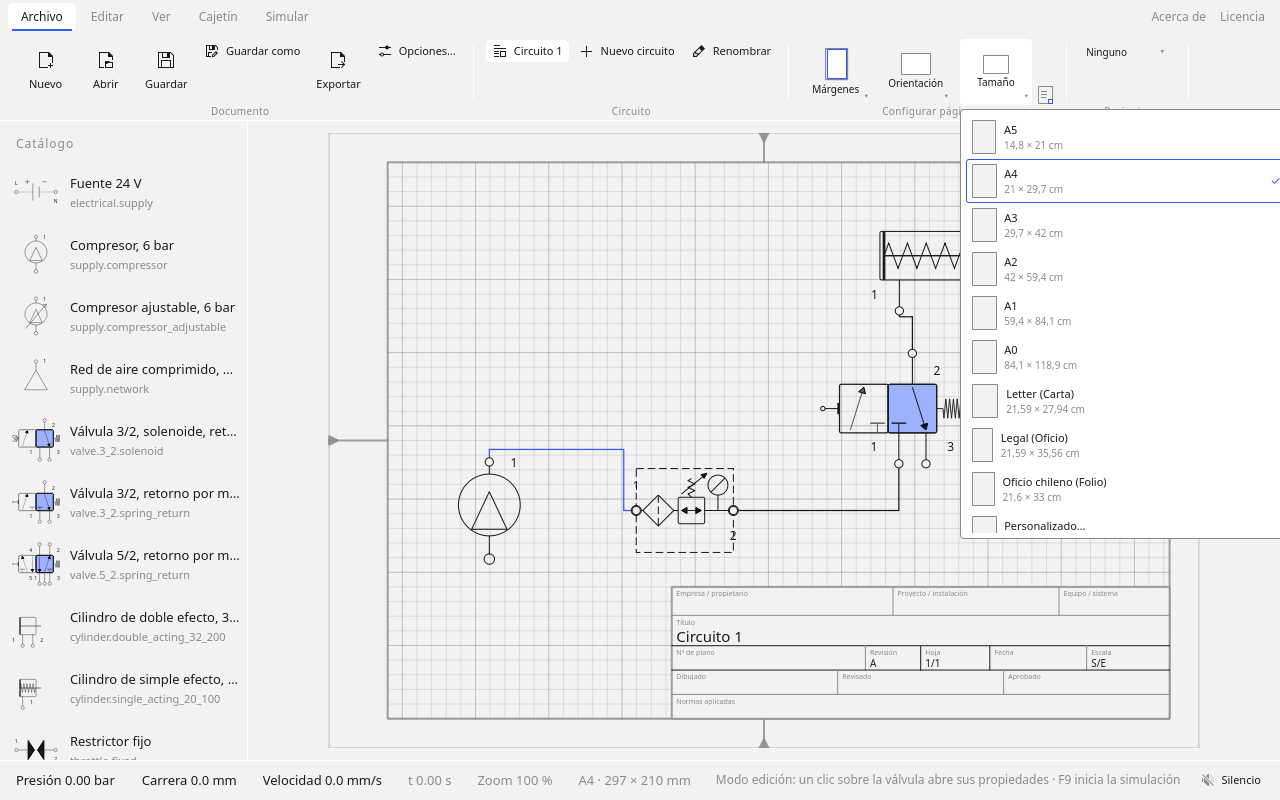 Archivo Editar Ver Cajetín Simular Acerca de Licencia
Nuevo Abrir Guardar Guardar como Exportar Opciones...
Documento
Circuito 1 Nuevo circuito Renombrar
Circuito
Márgenes Orientación Tamaño
Ninguno
Catálogo
Fuente 24 V
electrical.supply
Compresor, 6 bar
supply.compressor
Compresor ajustable, 6 bar
supply.compressor_adjustable
Red de aire comprimido, ...
supply.network
Válvula 3/2, solenoide, ret...
valve.3_2.solenoid
Válvula 3/2, retorno por m...
valve.3_2.spring_return
Válvula 5/2, retorno por m...
valve.5_2.spring_return
Cilindro de doble efecto, 3...
cylinder.double_acting_32_200
Cilindro de simple efecto, ...
cylinder.single_acting_20_100
Restrictor fijo
1
2
1
3
1
1
2
A5
14,8 × 21 cm
A4
21 × 29,7 cm
A3
29,7 × 42 cm
A2
42 × 59,4 cm
A1
59,4 × 84,1 cm
A0
84,1 × 118,9 cm
Letter (Carta)
21,59 × 27,94 cm
Legal (Oficio)
21,59 × 35,56 cm
Oficio chileno (Folio)
21,6 × 33 cm
Personalizado...
Empresa / propietario Proyecto / instalación Equipo / sistema
Título
Circuito 1
Nº de plano Revisión Hoja Fecha Escala
A 1/1 S/E
Dibujado Revisado Aprobado
Normas aplicadas
Presión 0.00 bar Carrera 0.0 mm Velocidad 0.0 mm/s t 0.00 s Zoom 100 % A4 · 297 × 210 mm Modo edición: un clic sobre la válvula abre sus propiedades · F9 inicia la simulación Silencio